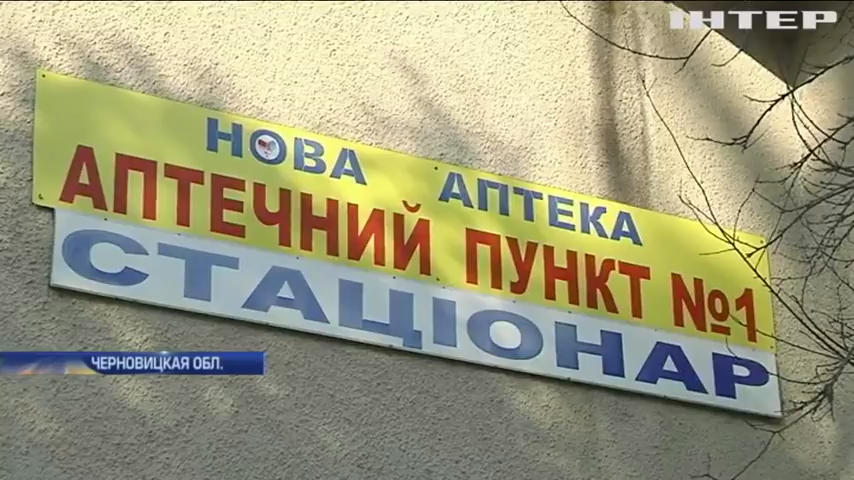 ІНТЕР
НОВА АПТЕКА
АПТЕЧНИЙ ПУНКТ №1
СТАЦІОНАР
ЧЕРНОВИЦКАЯ ОБЛ.